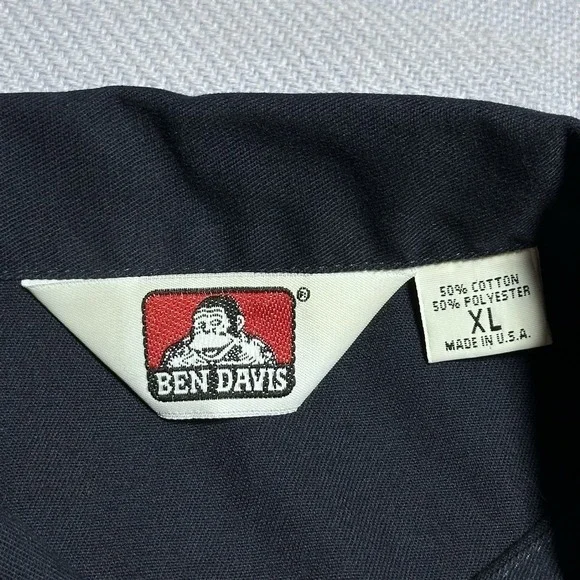 ®
BEN DAVIS
50% COTTON
50% POLYESTER
XL
MADE IN U.S.A.